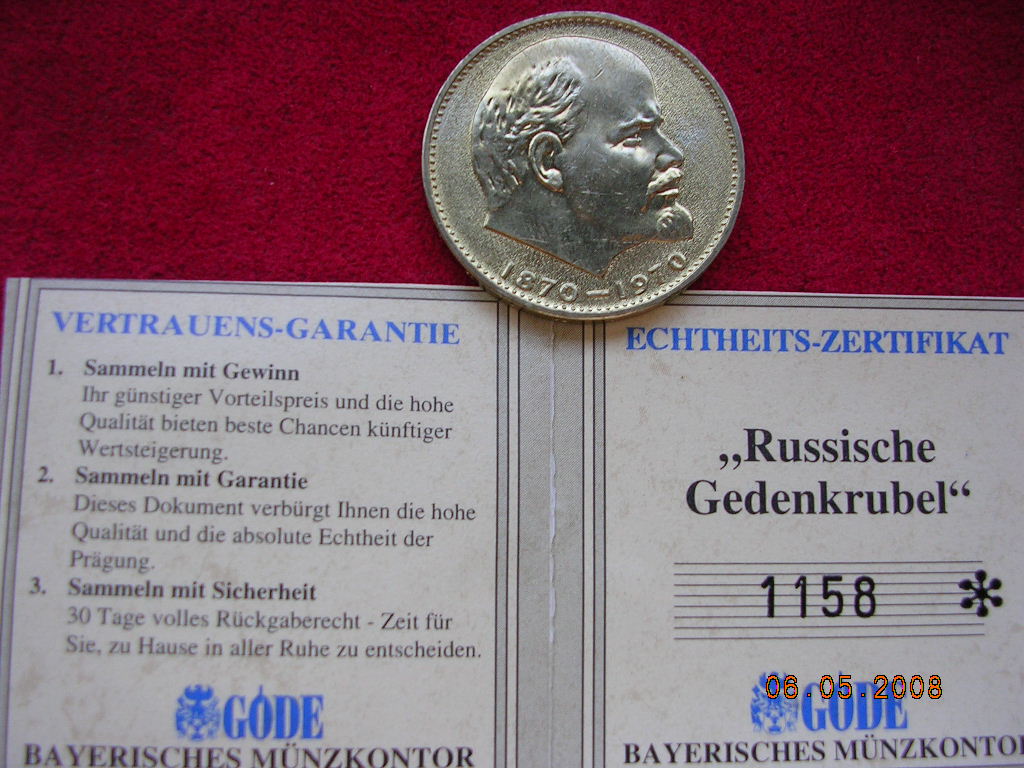 1870–1970
VERTRAUENS-GARANTIE
1. Sammeln mit Gewinn
Ihr günstiger Vorteilspreis und die hohe
Qualität bieten beste Chancen künftiger
Wertsteigerung.
2. Sammeln mit Garantie
Dieses Dokument verbürgt Ihnen die hohe
Qualität und die absolute Echtheit der
Prägung.
3. Sammeln mit Sicherheit
30 Tage volles Rückgaberecht - Zeit für
Sie, zu Hause in aller Ruhe zu entscheiden.
GÖDE
BAYERISCHES MÜNZKONTOR
ECHTHEITS-ZERTIFIKAT
„Russische
Gedenkrubel“
1158 *
GÖDE
BAYERISCHES MÜNZKONTOR
06.05.2008